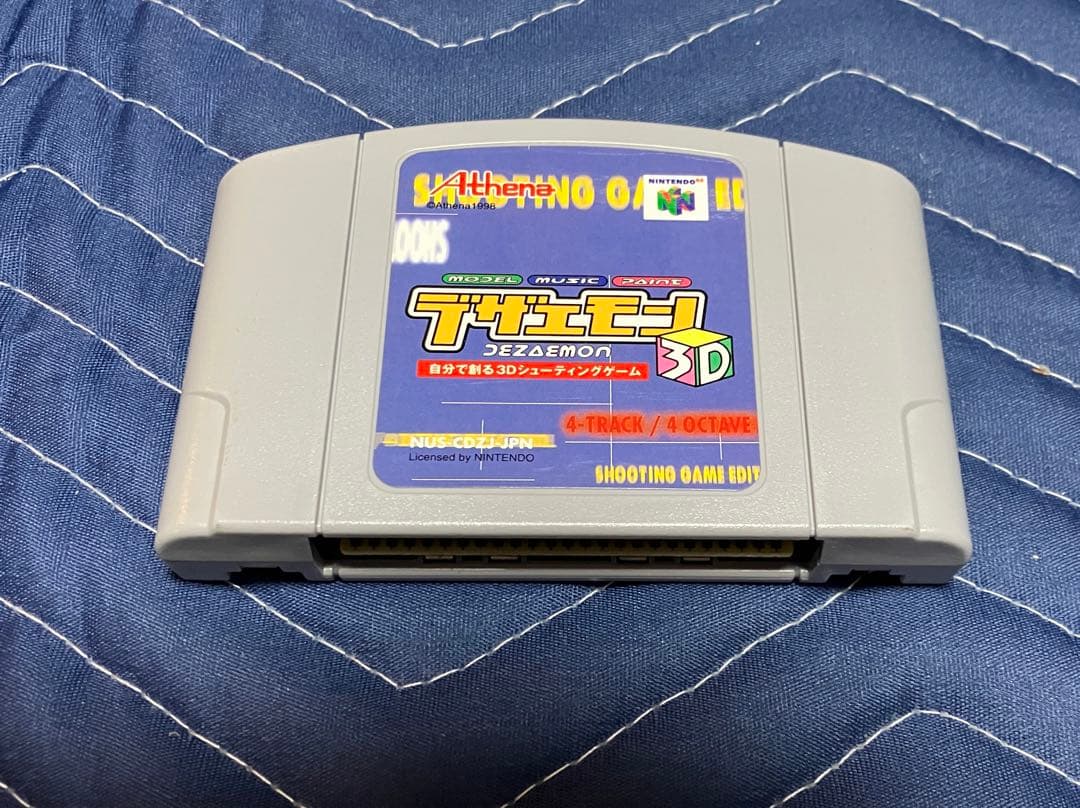 SHOOTING GAME ED
Athena
NINTENDO64
©Athena1998
MODEL MUSIC PAINT
デザエモン 3D
DEZAEMON
自分で創る3Dシューティングゲーム
4-TRACK / 4 OCTAVE
NUS-CDZJ-JPN
Licensed by NINTENDO
SHOOTING GAME EDIT